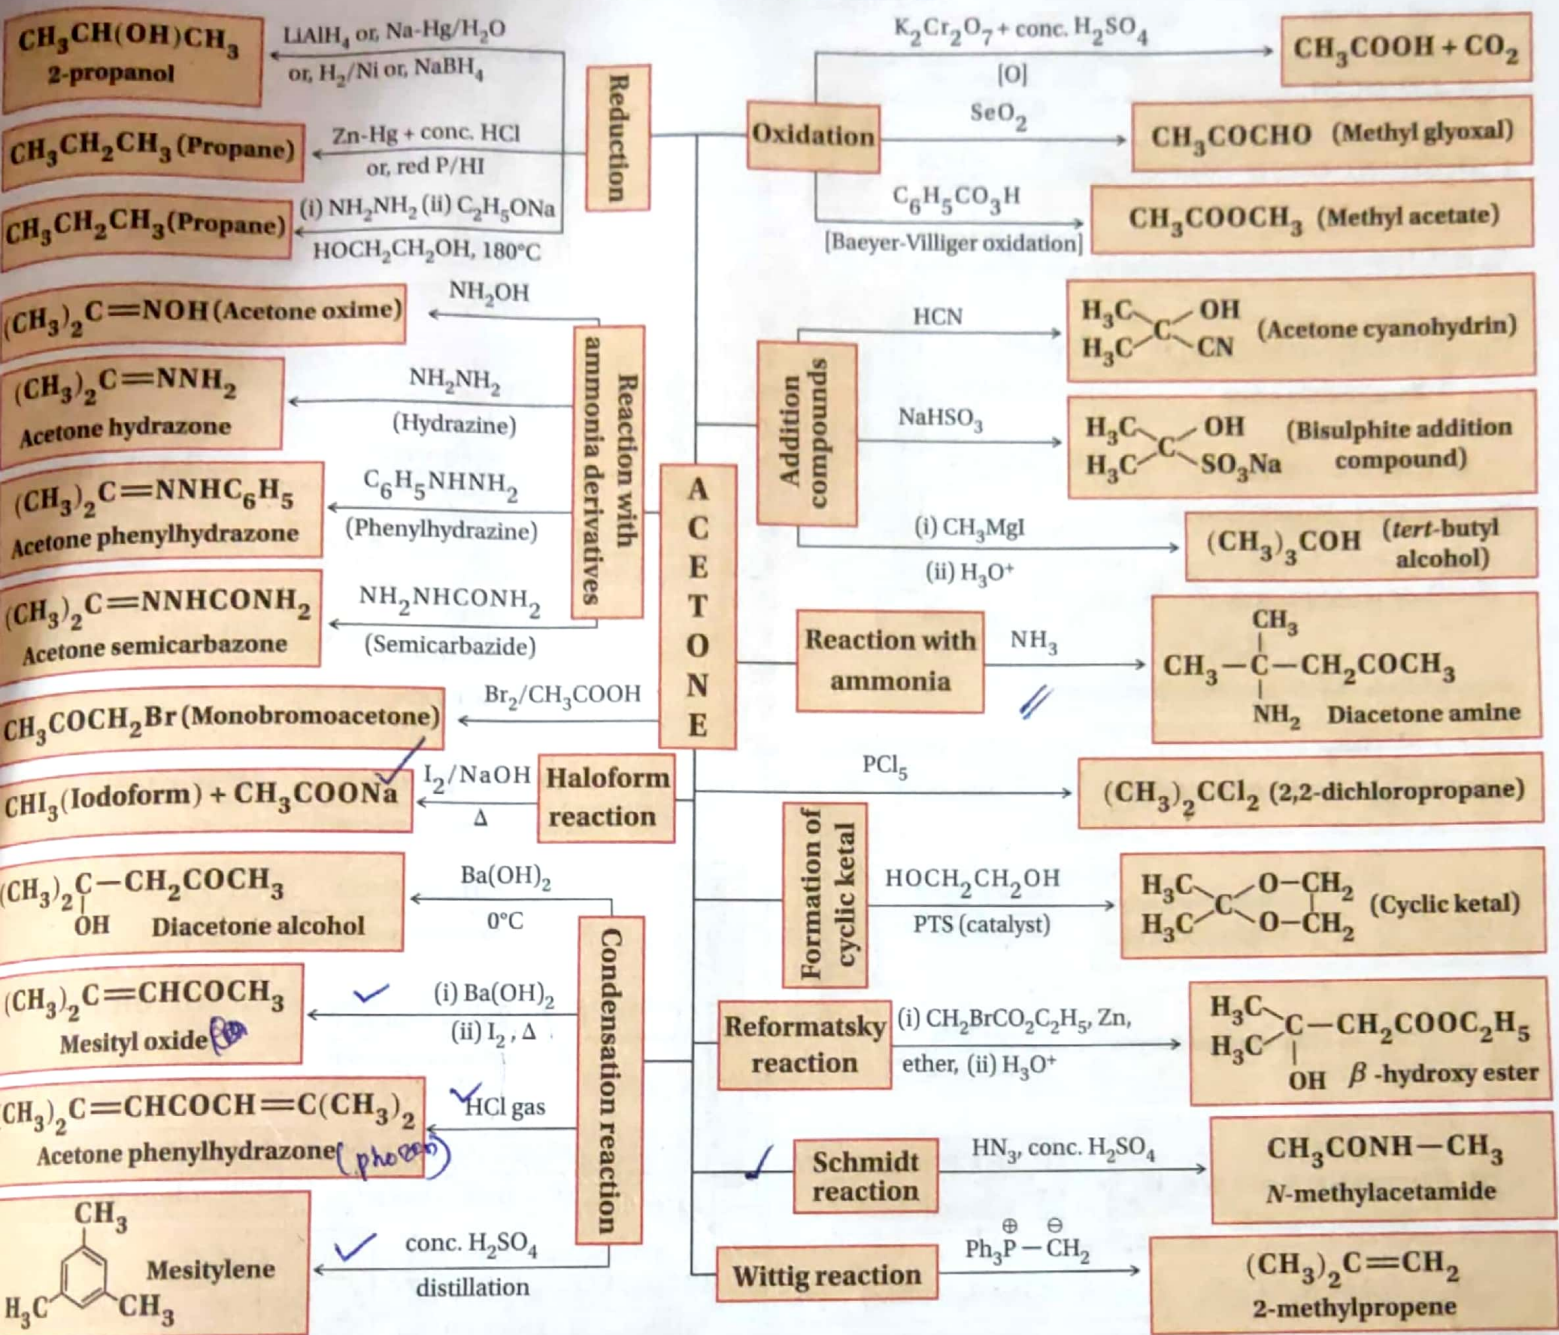 CH₃CH(OH)CH₃
2-propanol
LiAlH₄ or, Na-Hg/H₂O
or, H₂/Ni or, NaBH₄
CH₃CH₂CH₃ (Propane)
Zn-Hg + conc. HCl
or, red P/HI
CH₃CH₂CH₃ (Propane)
(i) NH₂NH₂ (ii) C₂H₅ONa
HOCH₂CH₂OH, 180°C
Reduction
(CH₃)₂C=NOH (Acetone oxime)
NH₂OH
(CH₃)₂C=NNH₂
Acetone hydrazone
NH₂NH₂
(Hydrazine)
(CH₃)₂C=NNHC₆H₅
Acetone phenylhydrazone
C₆H₅NHNH₂
(Phenylhydrazine)
(CH₃)₂C=NNHCONH₂
Acetone semicarbazone
NH₂NHCONH₂
(Semicarbazide)
Reaction with
ammonia derivatives
CH₃COCH₂Br (Monobromoacetone)
Br₂/CH₃COOH
CHI₃ (Iodoform) + CH₃COONa
I₂/NaOH
Δ
Haloform
reaction
(CH₃)₂C−CH₂COCH₃
OH Diacetone alcohol
Ba(OH)₂
0°C
(CH₃)₂C=CHCOCH₃
Mesityl oxide
(i) Ba(OH)₂
(ii) I₂, Δ
CH₃)₂C=CHCOCH=C(CH₃)₂
Acetone phenylhydrazone
HCl gas
CH₃
H₃C
CH₃
Mesitylene
conc. H₂SO₄
distillation
Condensation reaction
A
C
E
T
O
N
E
Oxidation
K₂Cr₂O₇ + conc. H₂SO₄
[O]
CH₃COOH + CO₂
SeO₂
CH₃COCHO (Methyl glyoxal)
C₆H₅CO₃H
[Baeyer-Villiger oxidation]
CH₃COOCH₃ (Methyl acetate)
Addition
compounds
HCN
H₃C OH
C
H₃C CN
(Acetone cyanohydrin)
NaHSO₃
H₃C OH
C
H₃C SO₃Na
(Bisulphite addition
compound)
(i) CH₃MgI
(ii) H₃O⁺
(CH₃)₃COH (tert-butyl
alcohol)
Reaction with
ammonia
NH₃
CH₃
CH₃−C−CH₂COCH₃
NH₂ Diacetone amine
PCl₅
(CH₃)₂CCl₂ (2,2-dichloropropane)
Formation of
cyclic ketal
HOCH₂CH₂OH
PTS (catalyst)
H₃C O−CH₂
C
H₃C O−CH₂
(Cyclic ketal)
Reformatsky
reaction
(i) CH₂BrCO₂C₂H₅, Zn,
ether, (ii) H₃O⁺
H₃C
C−CH₂COOC₂H₅
H₃C
OH β-hydroxy ester
Schmidt
reaction
HN₃, conc. H₂SO₄
CH₃CONH−CH₃
N-methylacetamide
Wittig reaction
⊕ ⊖
Ph₃P−CH₂
(CH₃)₂C=CH₂
2-methylpropene